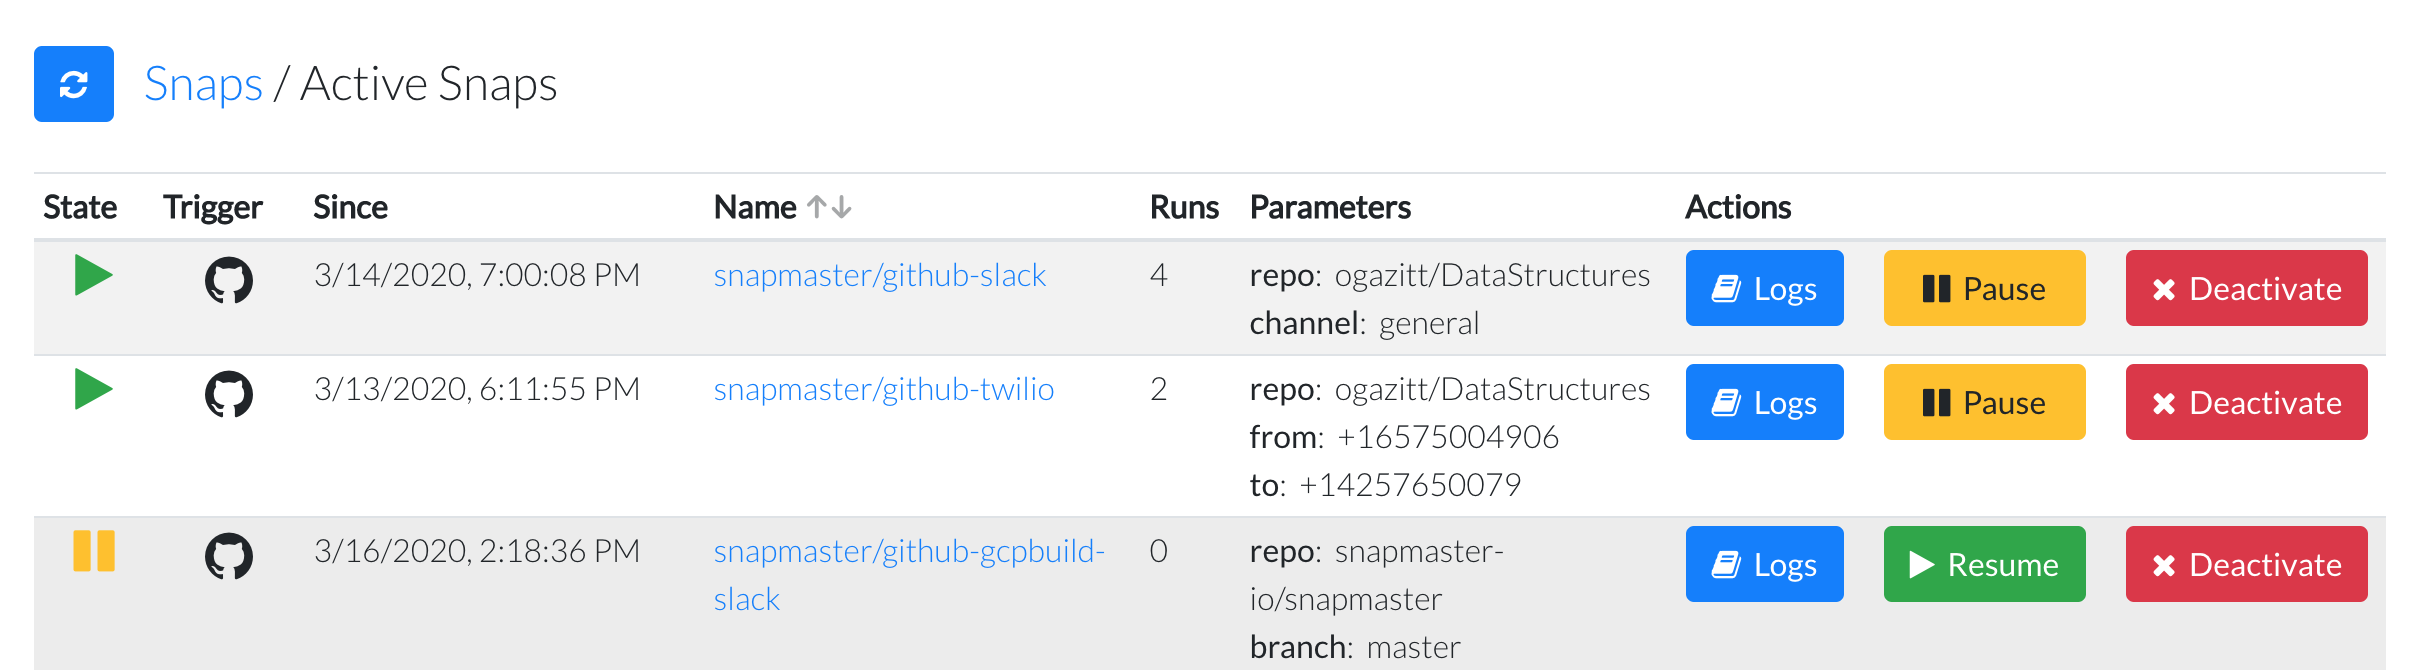 Snaps / Active Snaps
State Trigger Since Name ↑↓ Runs Parameters Actions
3/14/2020, 7:00:08 PM snapmaster/github-slack 4 repo: ogazitt/DataStructures Logs Pause Deactivate
channel: general
3/13/2020, 6:11:55 PM snapmaster/github-twilio 2 repo: ogazitt/DataStructures Logs Pause Deactivate
from: +16575004906
to: +14257650079
3/16/2020, 2:18:36 PM snapmaster/github-gcpbuild- 0 repo: snapmaster- Logs Resume Deactivate
slack io/snapmaster
branch: master